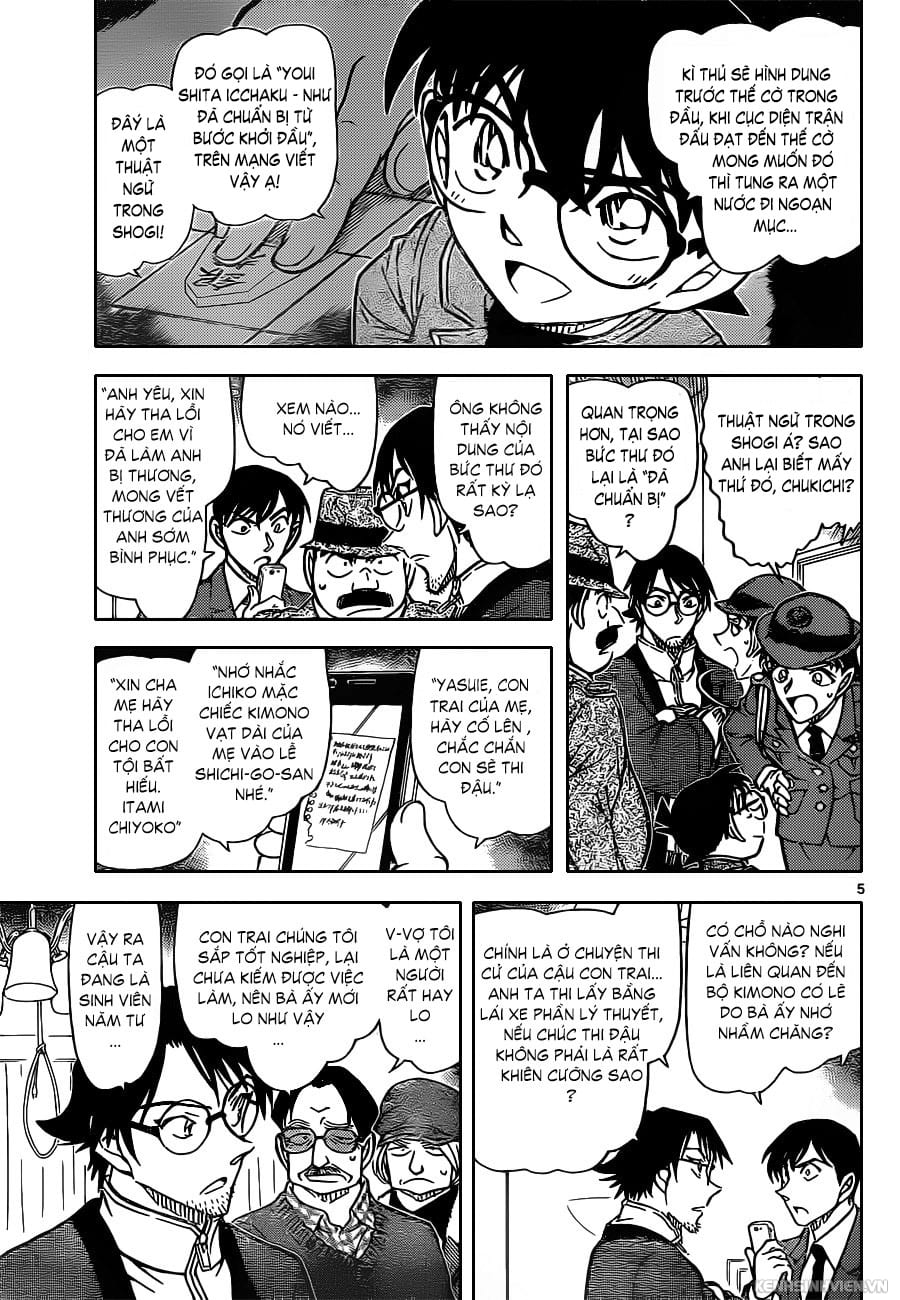 KÌ THỦ SẼ HÌNH DUNG
TRƯỚC THẾ CỜ TRONG
ĐẦU, KHI CỤC DIỆN TRẬN
ĐẤU ĐẠT ĐẾN THẾ CỜ
MONG MUỐN ĐÓ
THÌ TUNG RA MỘT
NƯỚC ĐI NGOẠN
MỤC...
ĐÓ GỌI LÀ "YOUI
SHITA ICCHAKU - NHƯ
ĐÃ CHUẨN BỊ TỪ
BƯỚC KHỞI ĐẦU",
TRÊN MẠNG VIẾT
VẬY Ạ!
ĐÂY LÀ
MỘT
THUẬT
NGỮ
TRONG
SHOGI!
THUẬT NGỮ TRONG
SHOGI Á? SAO
ANH LẠI BIẾT MẤY
THỨ ĐÓ, CHUKICHI?
QUAN TRỌNG
HƠN, TẠI SAO
BỨC THƯ ĐÓ
LẠI LÀ "ĐÃ
CHUẨN BỊ"
?
ÔNG KHÔNG
THẤY NỘI
DUNG CỦA
BỨC THƯ ĐÓ
RẤT KỲ LẠ
SAO?
XEM NÀO...
NÓ VIẾT...
"ANH YÊU, XIN
HÃY THA LỖI
CHO EM VÌ
ĐÃ LÀM ANH
BỊ THƯƠNG,
MONG VẾT
THƯƠNG CỦA
ANH SỚM
BÌNH PHỤC."
"YASUIE, CON
TRAI CỦA MẸ,
HÃY CỐ LÊN ,
CHẮC CHẮN
CON SẼ THI
ĐẬU."
"NHỚ NHẮC
ICHIKO MẶC
CHIẾC KIMONO
VẠT DÀI CỦA
MẸ VÀO LỄ
SHICHI-GO-SAN
NHÉ.
"XIN CHA
MẸ HÃY
THA LỖI
CHO CON
TỘI BẤT
HIẾU.
ITAMI
CHIYOKO"
5
CÓ CHỖ NÀO NGHI
VẤN KHÔNG? NẾU
LÀ LIÊN QUAN ĐẾN
BỘ KIMONO CÓ LẼ
DO BÀ ẤY NHỚ
NHẦM CHĂNG?
CHÍNH LÀ Ở CHUYỆN THI
CỬ CỦA CẬU CON TRAI...
ANH TA THI LẤY BẰNG
LÁI XE PHẦN LÝ THUYẾT,
NẾU CHÚC THI ĐẬU
KHÔNG PHẢI LÀ RẤT
KHIÊN CƯỠNG SAO
?
V-VỢ TÔI
LÀ MỘT
NGƯỜI
RẤT HAY
LO ...
CON TRAI CHÚNG TÔI
SẮP TỐT NGHIỆP, LẠI
CHƯA KIẾM ĐƯỢC VIỆC
LÀM, NÊN BÀ ẤY MỚI
LO NHƯ VẬY
...
VẬY RA
CẬU TA
ĐANG LÀ
SINH VIÊN
NĂM TƯ
...
KENHSINHVIEN.VN